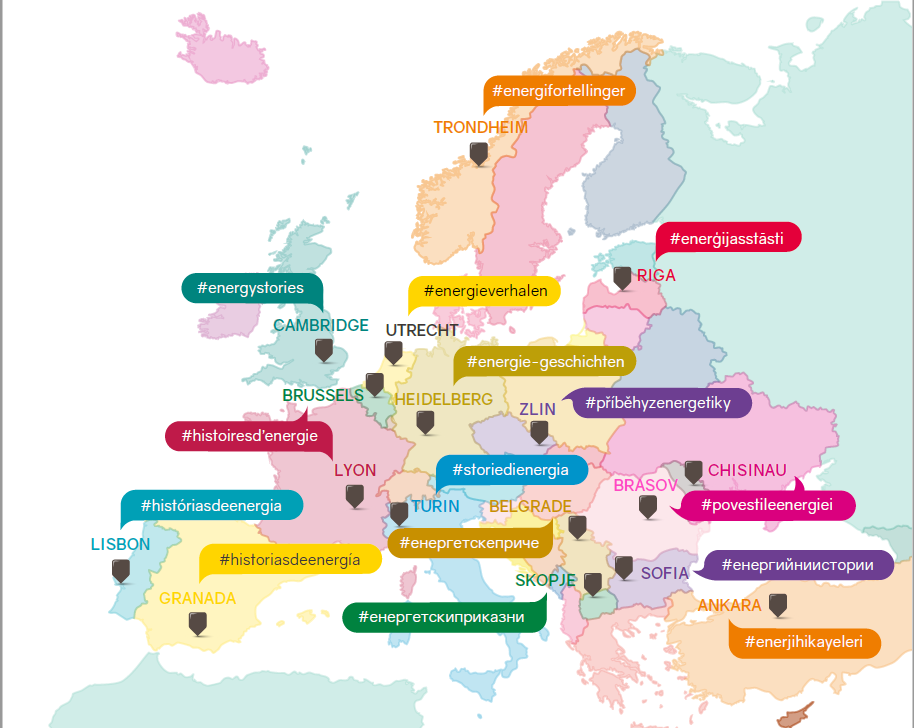 #energifortellinger
TRONDHEIM
#enerģijasstāsti
RIGA
#energystories
#energieverhalen
CAMBRIDGE
UTRECHT
#energie-geschichten
BRUSSELS
HEIDELBERG
ZLIN
#příběhyzenergetiky
#histoiresd'energie
LYON
#storiedienergia
CHISINAU
BRASOV
#históriasdeenergia
TURIN
BELGRADE
#povestileenergiei
LISBON
#енергетскеприче
#historiasdeenergía
#енергийниистории
SKOPJE
SOFIA
GRANADA
ANKARA
#енергетскиприказни
#enerjihikayeleri